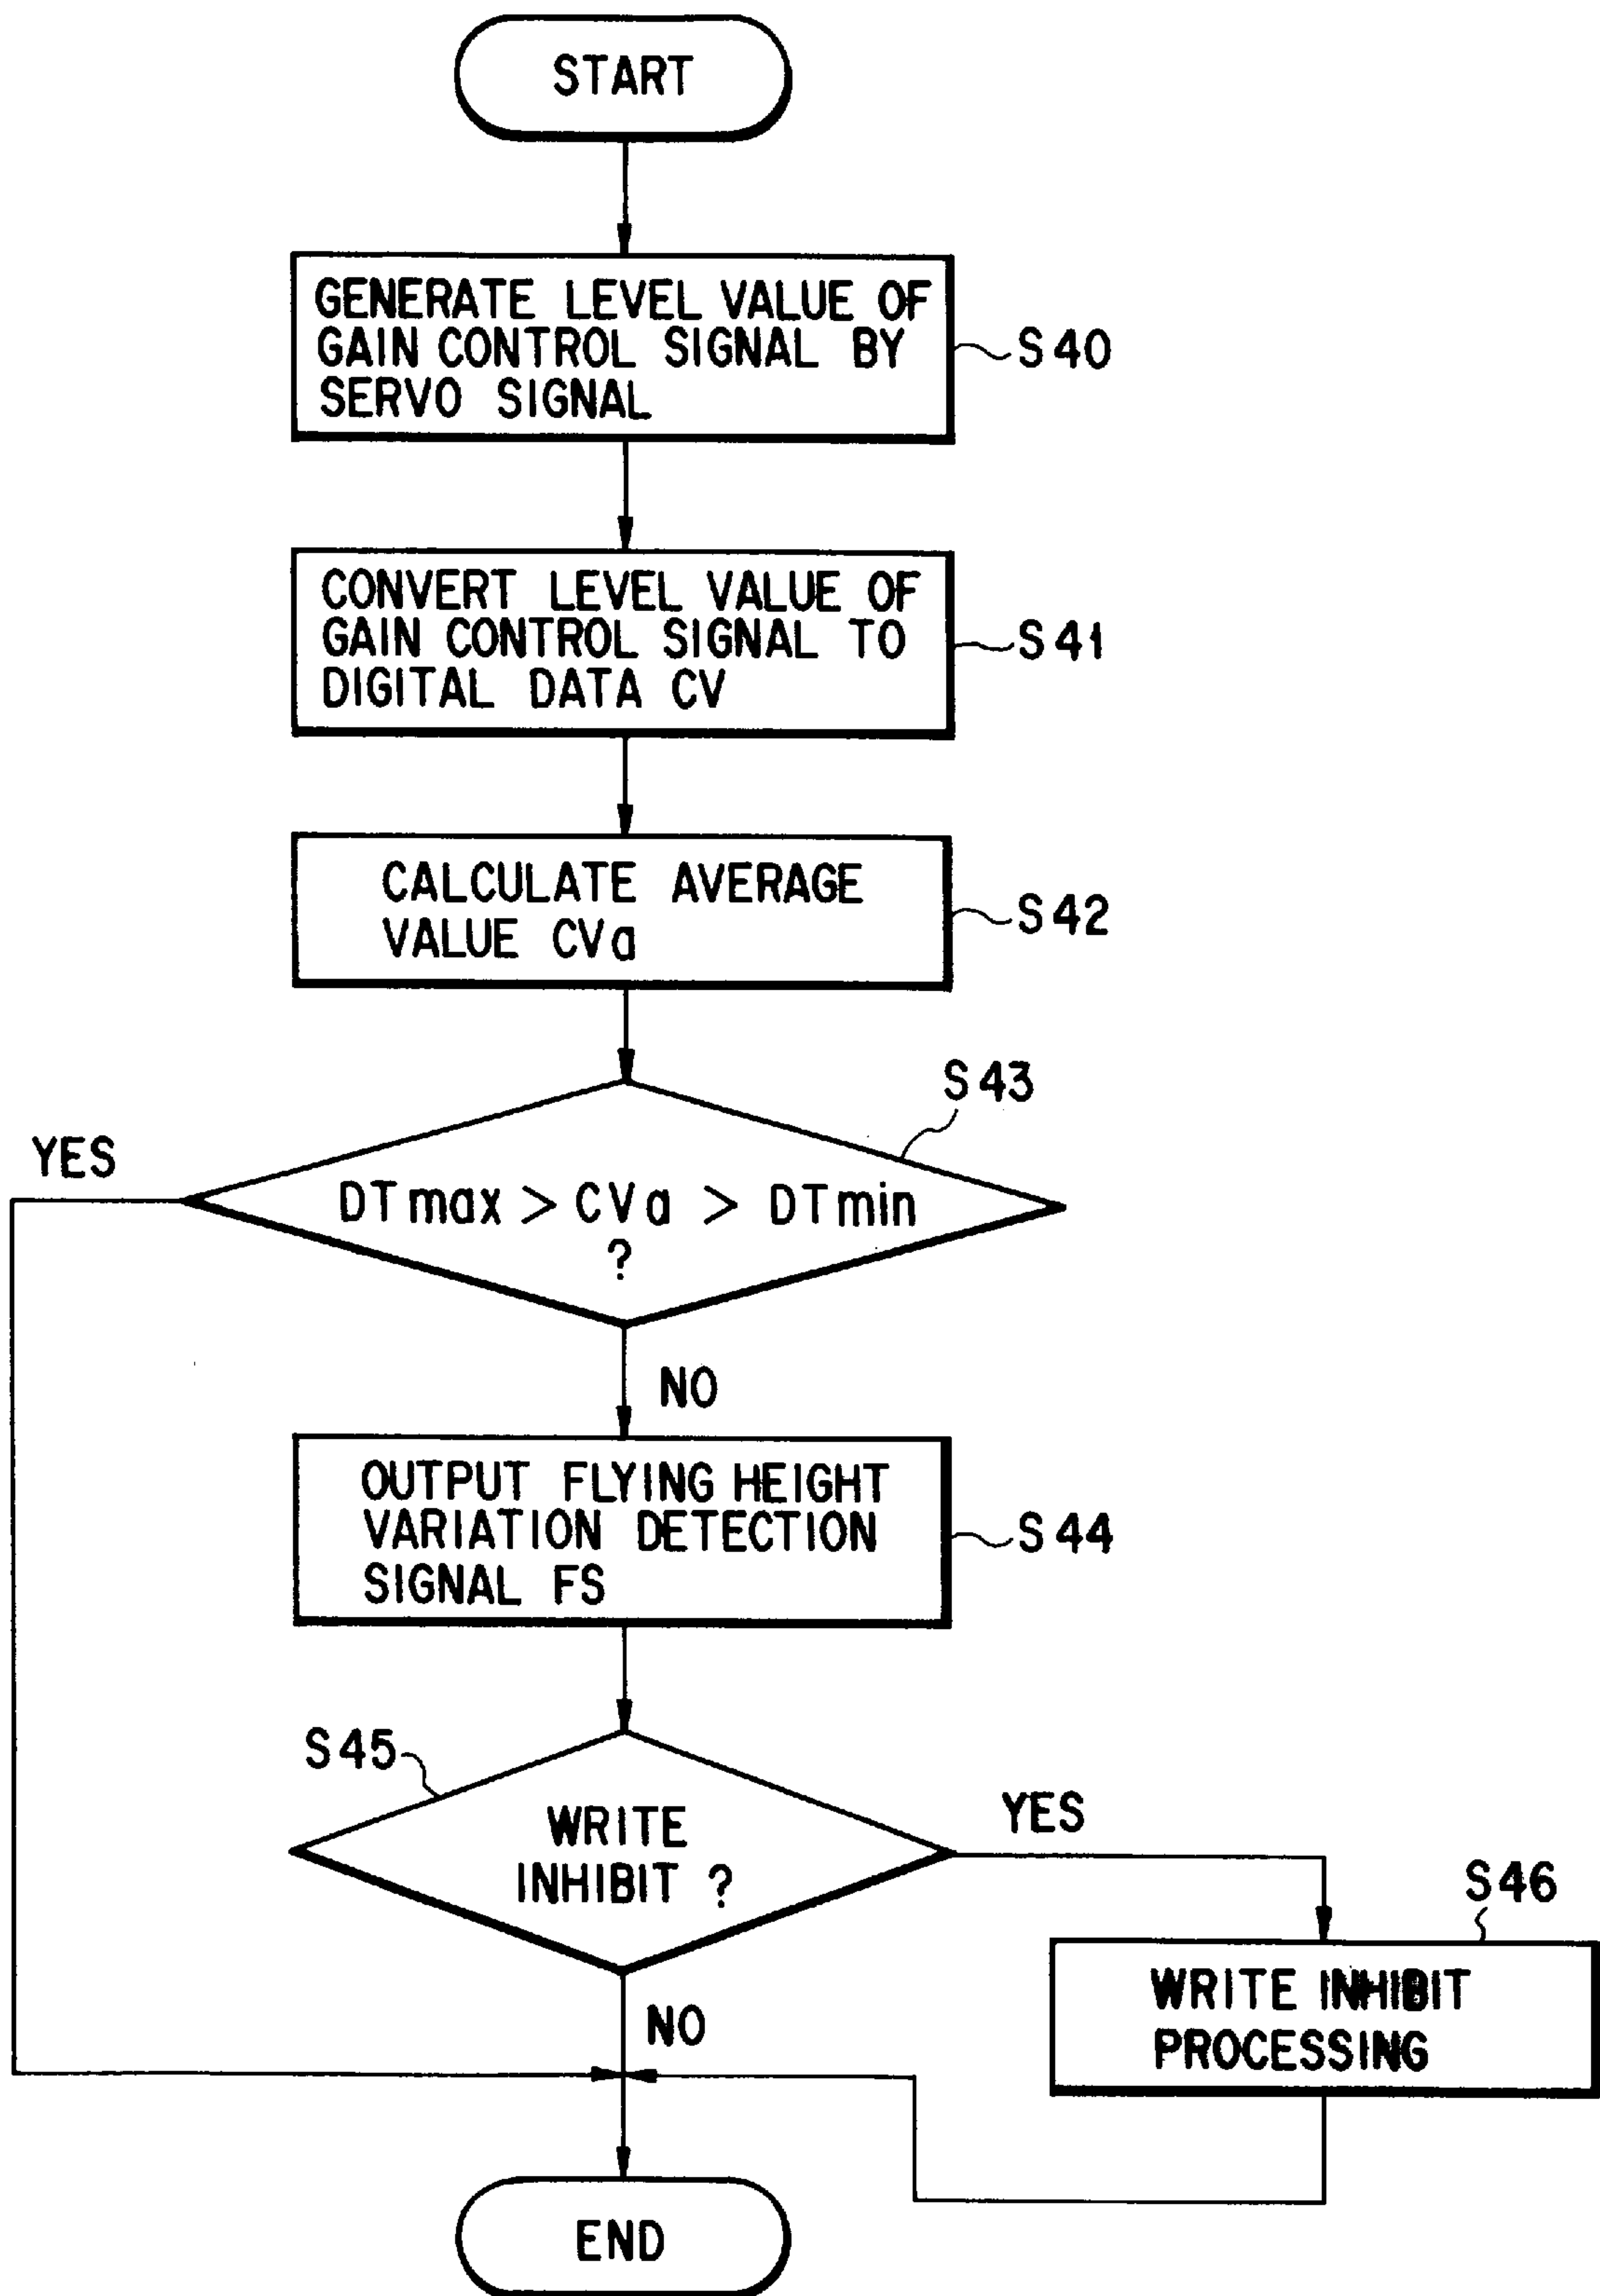 START
GENERATE LEVEL VALUE OF
GAIN CONTROL SIGNAL BY
SERVO SIGNAL
S40
CONVERT LEVEL VALUE OF
GAIN CONTROL SIGNAL TO
DIGITAL DATA CV
S41
CALCULATE AVERAGE
VALUE CVa
S42
S43
YES
DTmax > CVa > DTmin
?
NO
OUTPUT FLYING HEIGHT
VARIATION DETECTION
SIGNAL FS
S44
S45
WRITE
INHIBIT ?
YES
S46
WRITE INHIBIT
PROCESSING
NO
END